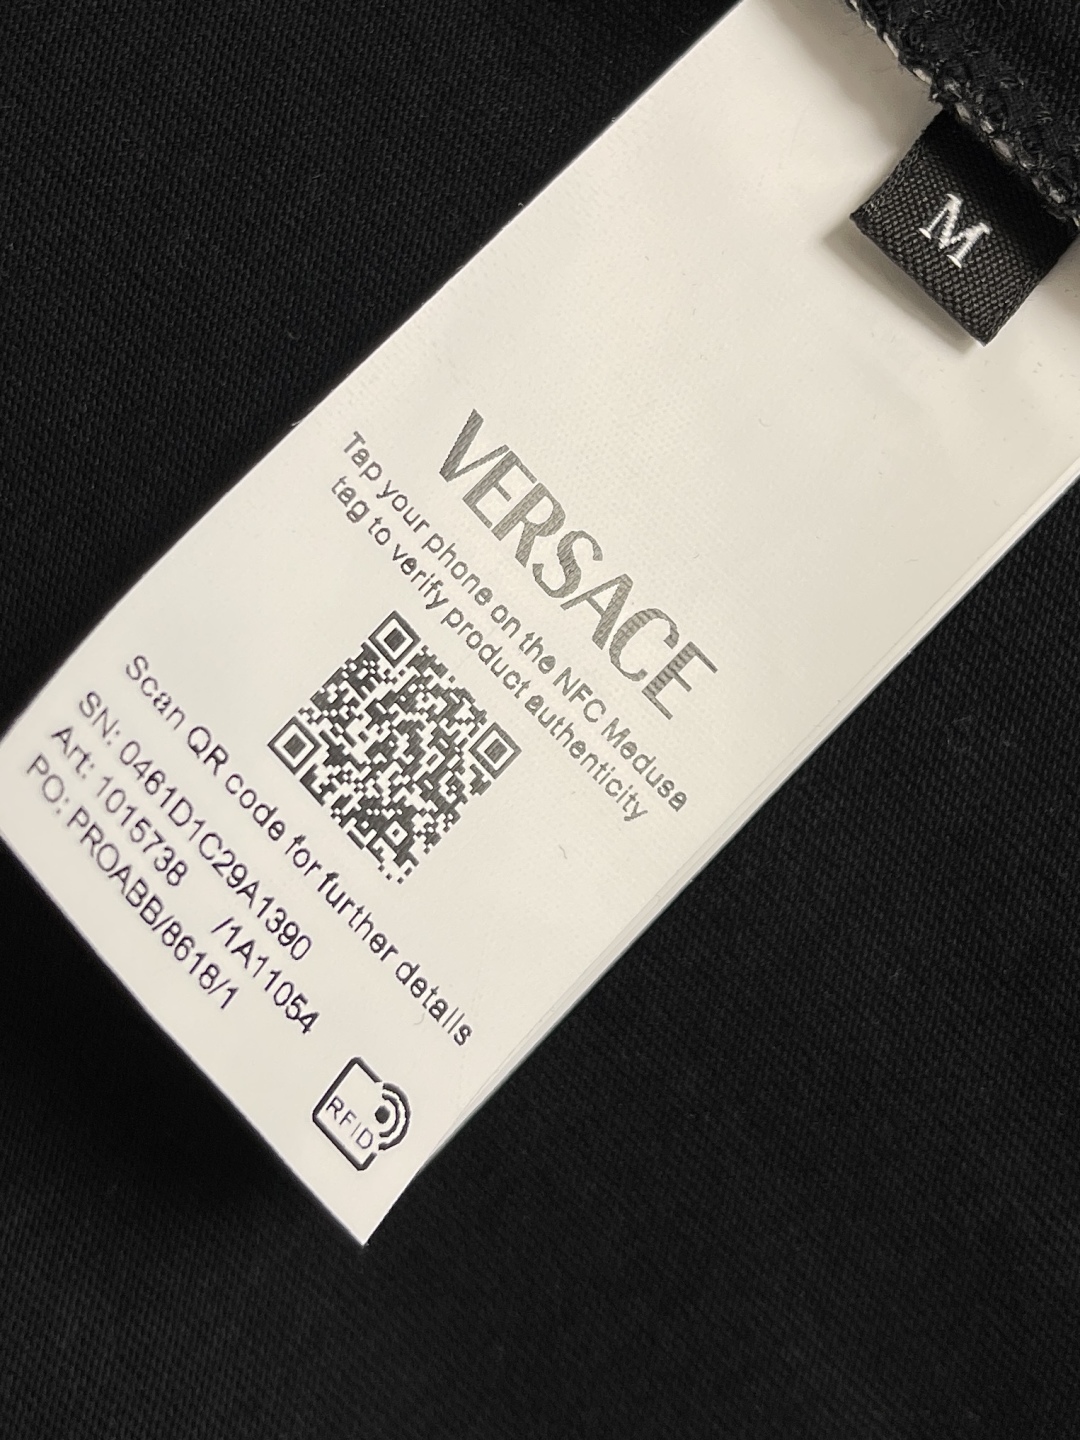 M
VERSACE
Tap your phone on the NFC Meduse
tag to verify product authenticity
Scan QR code for further details
SN: 0461D1C29A1390
Art: 1015738 /1A11054
PO: PROABB/8618/1
RFID